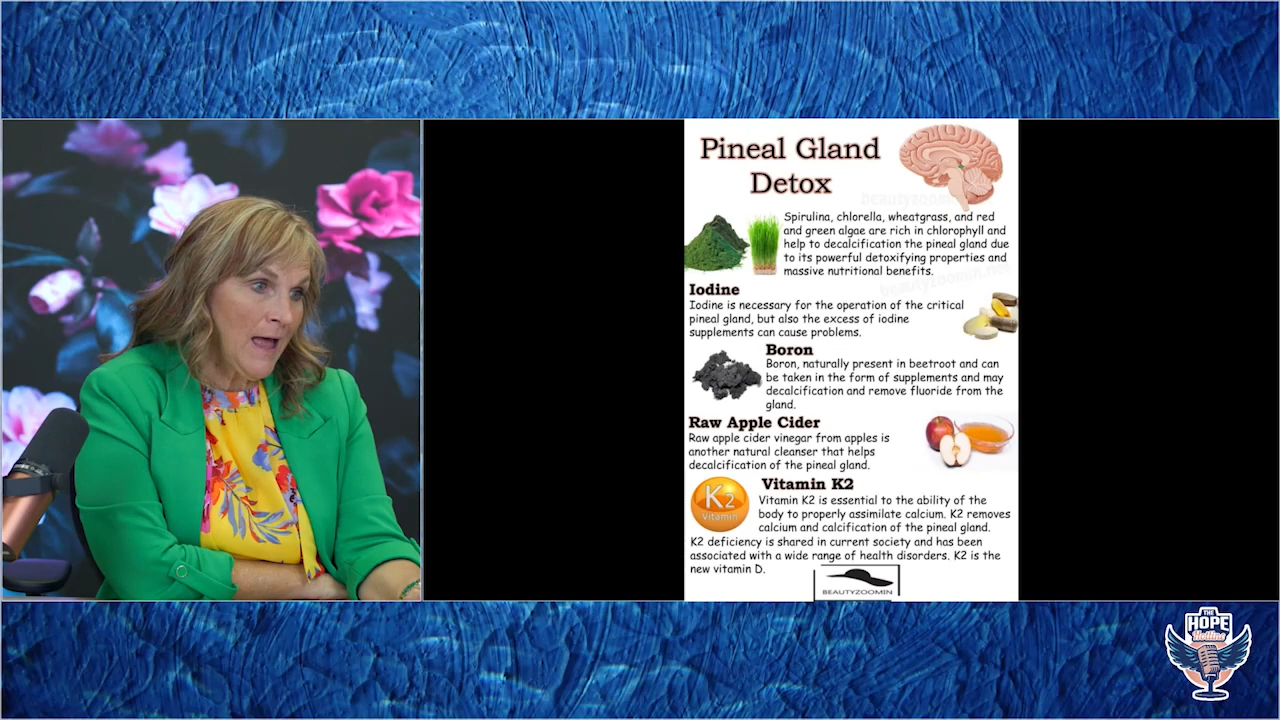 Pineal Gland
Detox
beautyzoomin
Spirulina, chlorella, wheatgrass, and red
and green algae are rich in chlorophyll and
help to decalcification the pineal gland due
to its powerful detoxifying properties and
massive nutritional benefits.
Iodine
Iodine is necessary for the operation of the critical
pineal gland, but also the excess of iodine
supplements can cause problems.
Boron
Boron, naturally present in beetroot and can
be taken in the form of supplements and may
decalcification and remove fluoride from the
gland.
Raw Apple Cider
Raw apple cider vinegar from apples is
another natural cleanser that helps
decalcification of the pineal gland.
K2
Vitamin
Vitamin K2
Vitamin K2 is essential to the ability of the
body to properly assimilate calcium. K2 removes
calcium and calcification of the pineal gland.
K2 deficiency is shared in current society and has been
associated with a wide range of health disorders. K2 is the
new vitamin D.
BEAUTYZOOMIN
THE
HOPE
Hotline